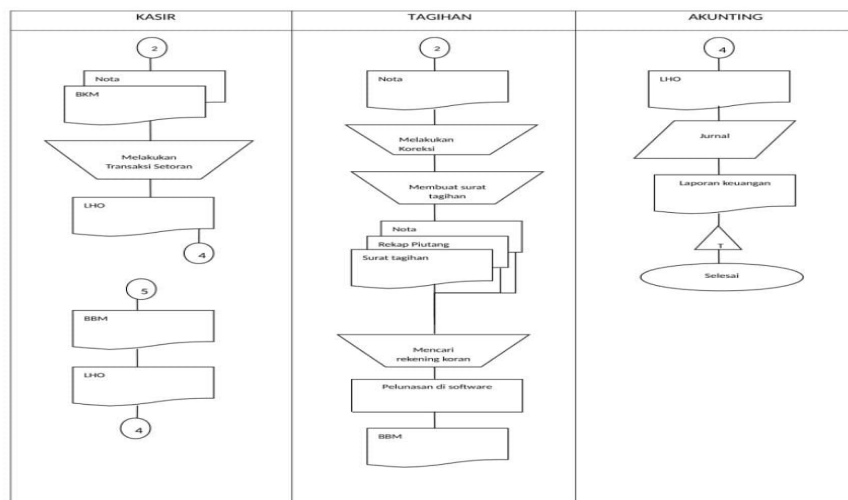 KASIR
2
Nota
BKM
Melakukan
Transaksi Setoran
LHO
4
5
BBM
LHO
4
TAGIHAN
2
Nota
Melakukan
Koreksi
Membuat surat
tagihan
Nota
Rekap Piutang
Surat tagihan
Mencari
rekening koran
Pelunasan di software
BBM
AKUNTING
4
LHO
Jurnal
Laporan keuangan
T
Selesai